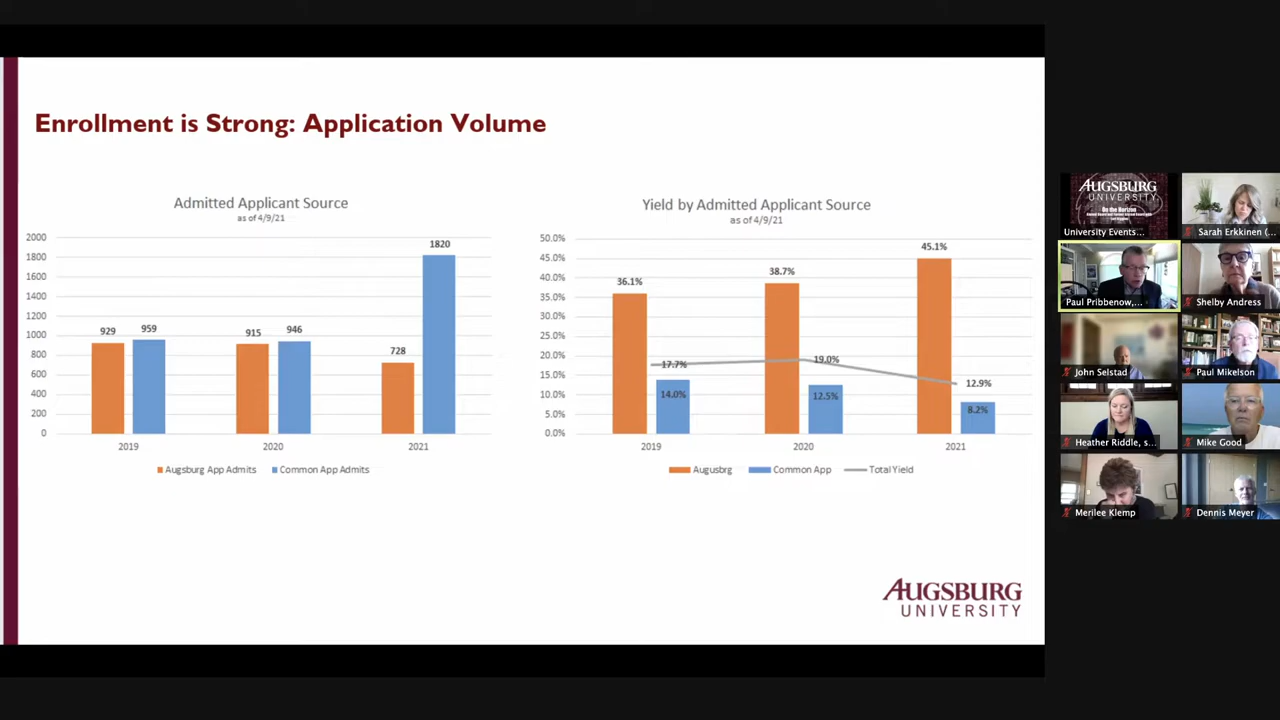 Enrollment is Strong: Application Volume
Admitted Applicant Source
as of 4/9/21
2000
1800
1600
1400
1200
1000
800
600
400
200
0
929
959
915
946
728
1820
2019
2020
2021
Augsburg App Admits
Common App Admits
Yield by Admitted Applicant Source
as of 4/9/21
50.0%
45.0%
40.0%
35.0%
30.0%
25.0%
20.0%
15.0%
10.0%
5.0%
0.0%
36.1%
17.7%
14.0%
38.7%
19.0%
12.5%
45.1%
12.9%
8.2%
2019
2020
2021
Augusbrg
Common App
Total Yield
AUGSBURG
UNIVERSITY
AUGSBURG
UNIVERSITY
On the Horizon
University Events...
Sarah Erkkinen (...
Paul Pribbenow,...
Shelby Andress
John Selstad
Paul Mikelson
Heather Riddle, s...
Mike Good
Merilee Klemp
Dennis Meyer